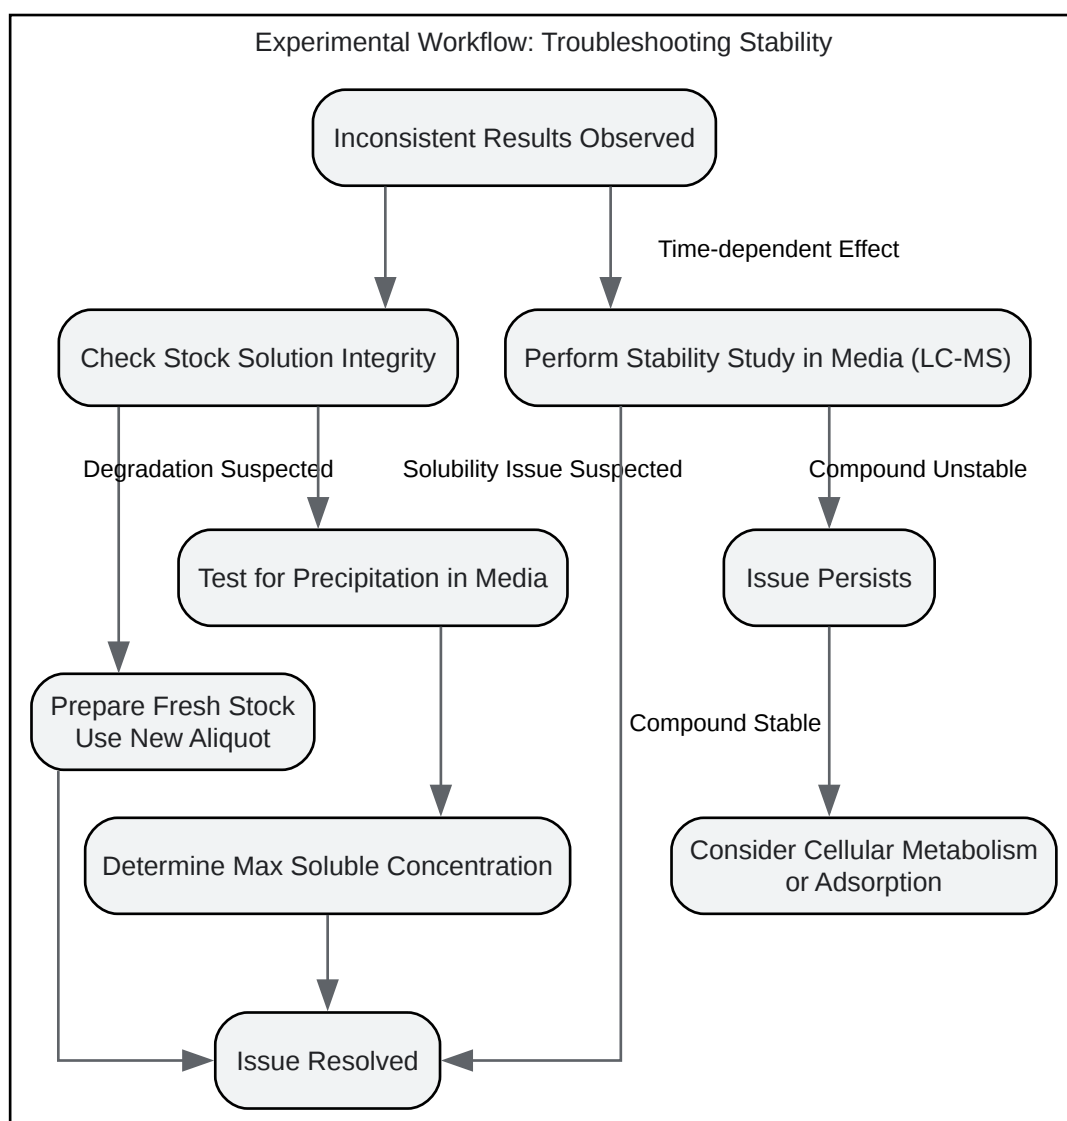 Experimental Workflow: Troubleshooting Stability
Inconsistent Results Observed
Time-dependent Effect
Check Stock Solution Integrity
Perform Stability Study in Media (LC-MS)
Degradation Suspected
Solubility Issue Suspected
Compound Unstable
Test for Precipitation in Media
Issue Persists
Prepare Fresh Stock
Use New Aliquot
Compound Stable
Determine Max Soluble Concentration
Consider Cellular Metabolism
or Adsorption
Issue Resolved